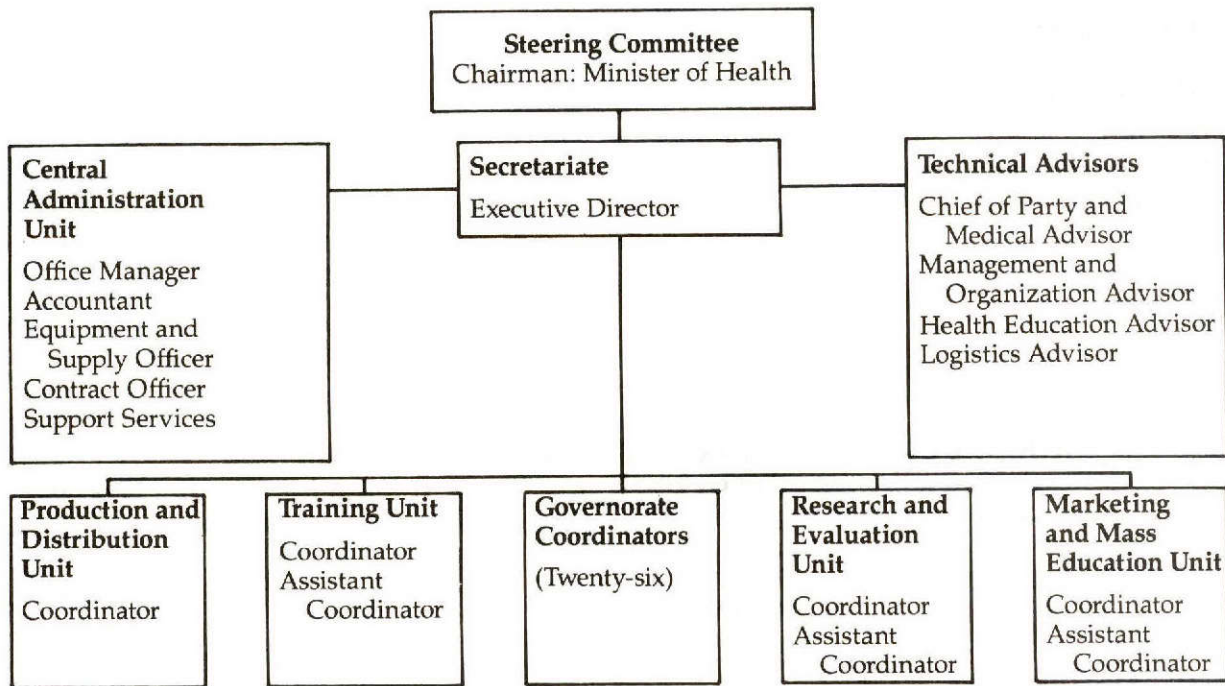 Steering Committee
Chairman: Minister of Health
Central
Administration
Unit
Office Manager
Accountant
Equipment and
Supply Officer
Contract Officer
Support Services
Secretariate
Executive Director
Technical Advisors
Chief of Party and
Medical Advisor
Management and
Organization Advisor
Health Education Advisor
Logistics Advisor
Production and
Distribution
Unit
Coordinator
Training Unit
Coordinator
Assistant
Coordinator
Governorate
Coordinators
(Twenty-six)
Research and
Evaluation
Unit
Coordinator
Assistant
Coordinator
Marketing
and Mass
Education Unit
Coordinator
Assistant
Coordinator